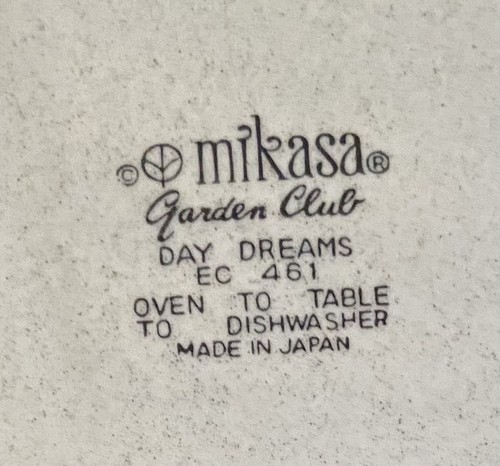 © mikasa®
Garden Club
DAY DREAMS
EC 461
OVEN TO TABLE
TO DISHWASHER
MADE IN JAPAN